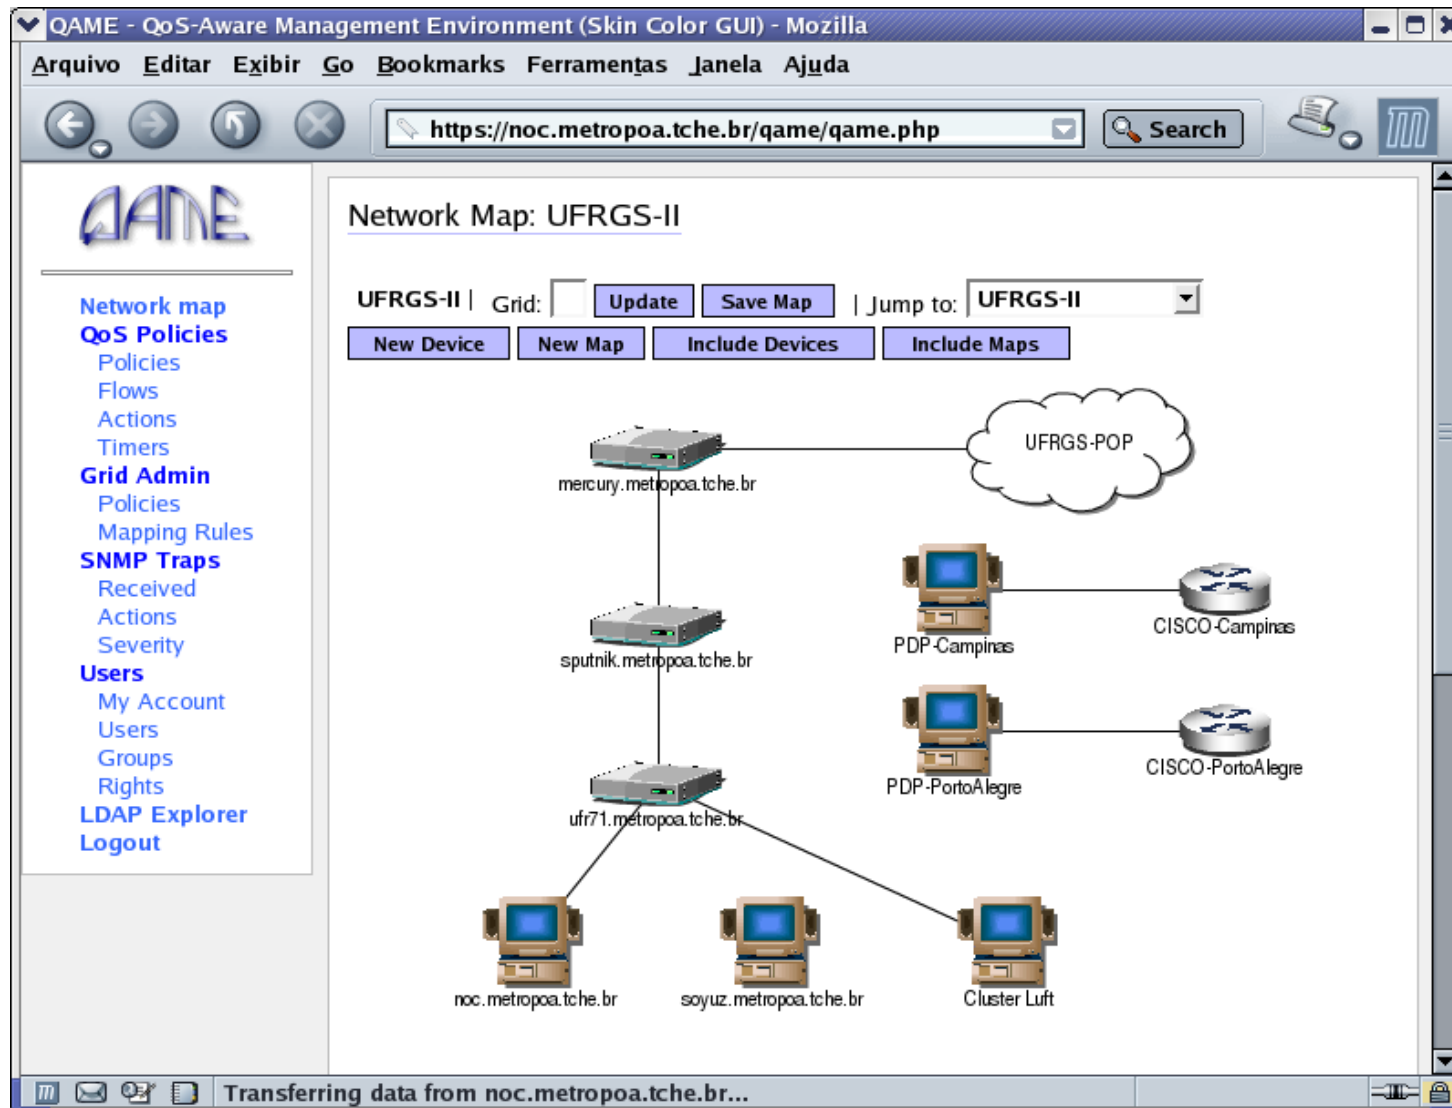 QAME - QoS-Aware Management Environment (Skin Color GUI) - Mozilla
Arquivo Editar Exibir Go Bookmarks Ferramentas Janela Ajuda
https://noc.metropoa.tche.br/qame/qame.php Search
QAME
Network map
QoS Policies
Policies
Flows
Actions
Timers
Grid Admin
Policies
Mapping Rules
SNMP Traps
Received
Actions
Severity
Users
My Account
Users
Groups
Rights
LDAP Explorer
Logout
Network Map: UFRGS-II
UFRGS-II | Grid: Update Save Map | Jump to: UFRGS-II
New Device New Map Include Devices Include Maps
UFRGS-POP
mercury.metropoa.tche.br
sputnik.metropoa.tche.br
PDP-Campinas
CISCO-Campinas
PDP-PortoAlegre
CISCO-PortoAlegre
ufr71.metropoa.tche.br
noc.metropoa.tche.br
soyuz.metropoa.tche.br
Cluster Luft
Transferring data from noc.metropoa.tche.br...